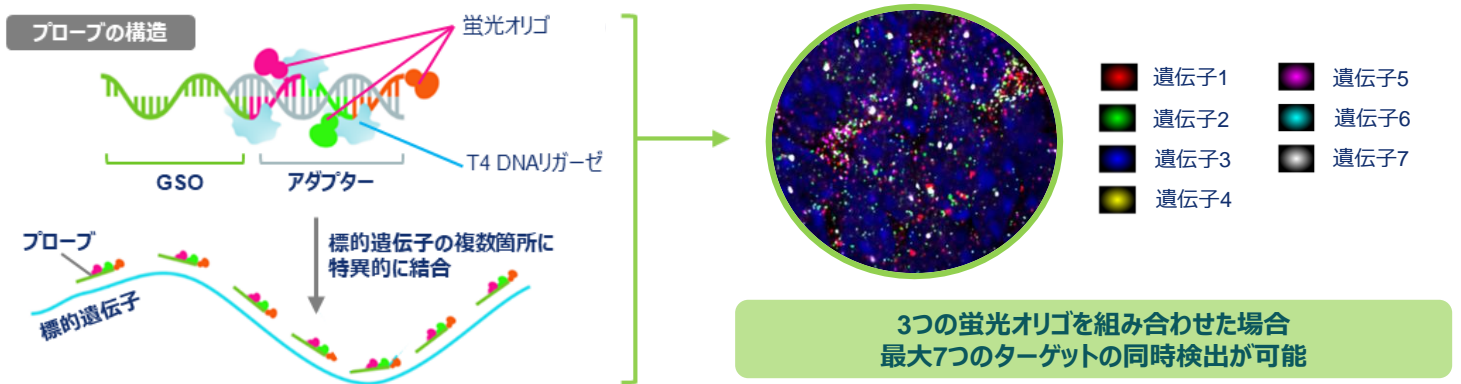 プローブの構造
蛍光オリゴ
T4 DNAリガーゼ
GSO
アダプター
プローブ
標的遺伝子の複数箇所に
特異的に結合
標的遺伝子
遺伝子1
遺伝子2
遺伝子3
遺伝子4
遺伝子5
遺伝子6
遺伝子7
3つの蛍光オリゴを組み合わせた場合
最大7つのターゲットの同時検出が可能